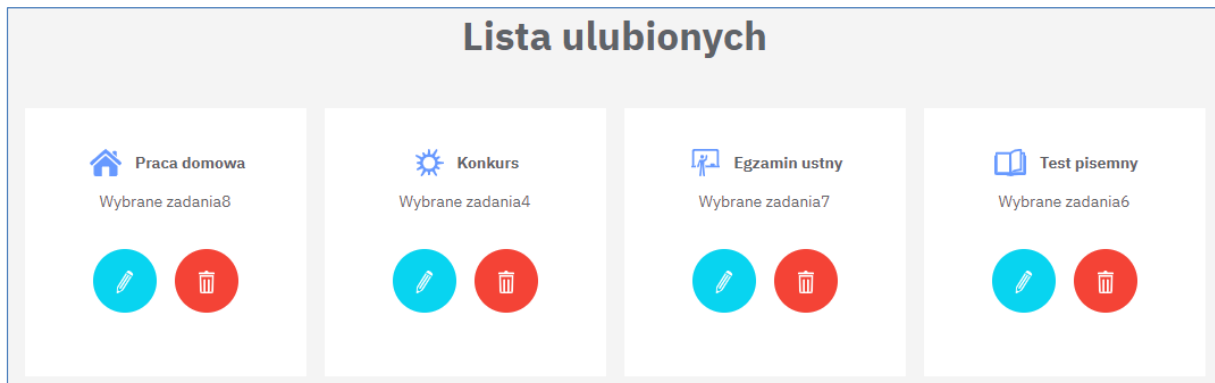 Lista ulubionych
Praca domowa
Wybrane zadania8
Konkurs
Wybrane zadania4
Egzamin ustny
Wybrane zadania7
Test pisemny
Wybrane zadania6